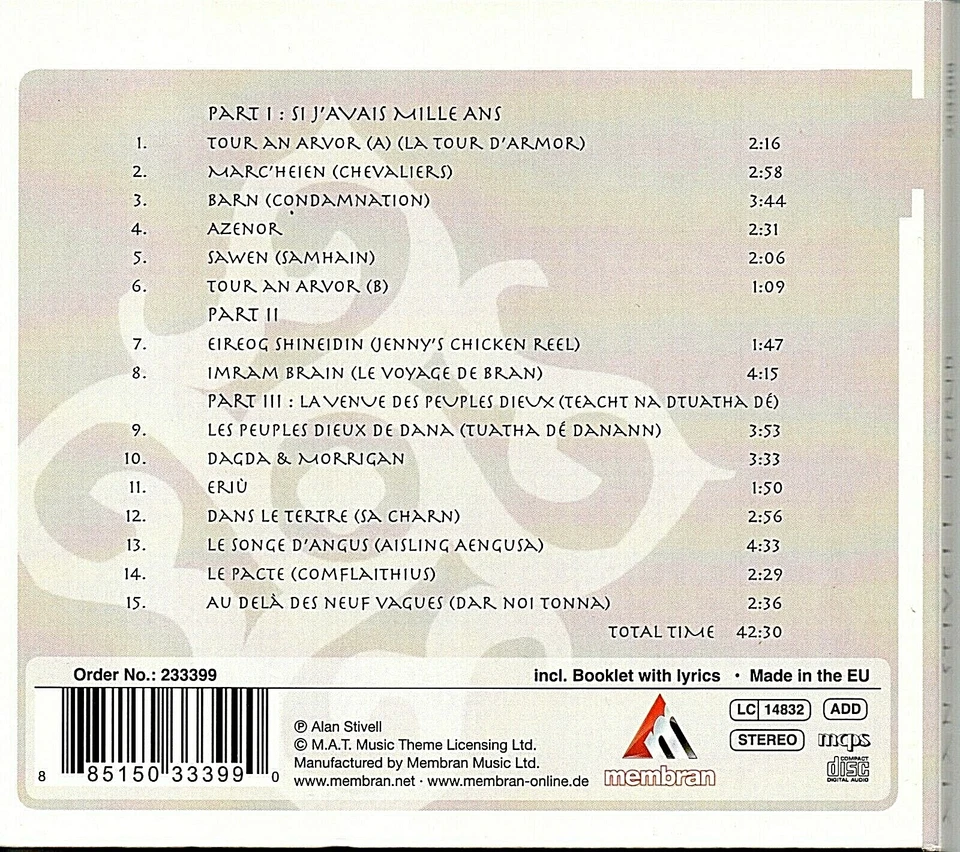 PART I : SI J'AVAIS MILLE ANS
1. TOUR AN ARVOR (A) (LA TOUR D'ARMOR) 2:16
2. MARC'HEIEN (CHEVALIERS) 2:58
3. BARN (CONDAMNATION) 3:44
4. AZENOR 2:31
5. SAWEN (SAMHAIN) 2:06
6. TOUR AN ARVOR (B) 1:09
PART II
7. EIREOG SHINEIDIN (JENNY'S CHICKEN REEL) 1:47
8. IMRAM BRAIN (LE VOYAGE DE BRAN) 4:15
PART III : LA VENUE DES PEUPLES DIEUX (TEACHT NA DTUATHA DÉ)
9. LES PEUPLES DIEUX DE DANA (TUATHA DÉ DANANN) 3:53
10. DAGDA & MORRIGAN 3:33
11. ERIÙ 1:50
12. DANS LE TERTRE (SA CHARN) 2:56
13. LE SONGE D'ANGUS (AISLING AENGUSA) 4:33
14. LE PACTE (COMFLAITHIUS) 2:29
15. AU DELÀ DES NEUF VAGUES (DAR NOI TONNA) 2:36
TOTAL TIME 42:30
Order No.: 233399 incl. Booklet with lyrics • Made in the EU
8 85150 33399 0
℗ Alan Stivell
© M.A.T. Music Theme Licensing Ltd.
Manufactured by Membran Music Ltd.
www.membran.net · www.membran-online.de
membran
LC 14832 ADD
STEREO mcps
COMPACT
disc
DIGITAL AUDIO